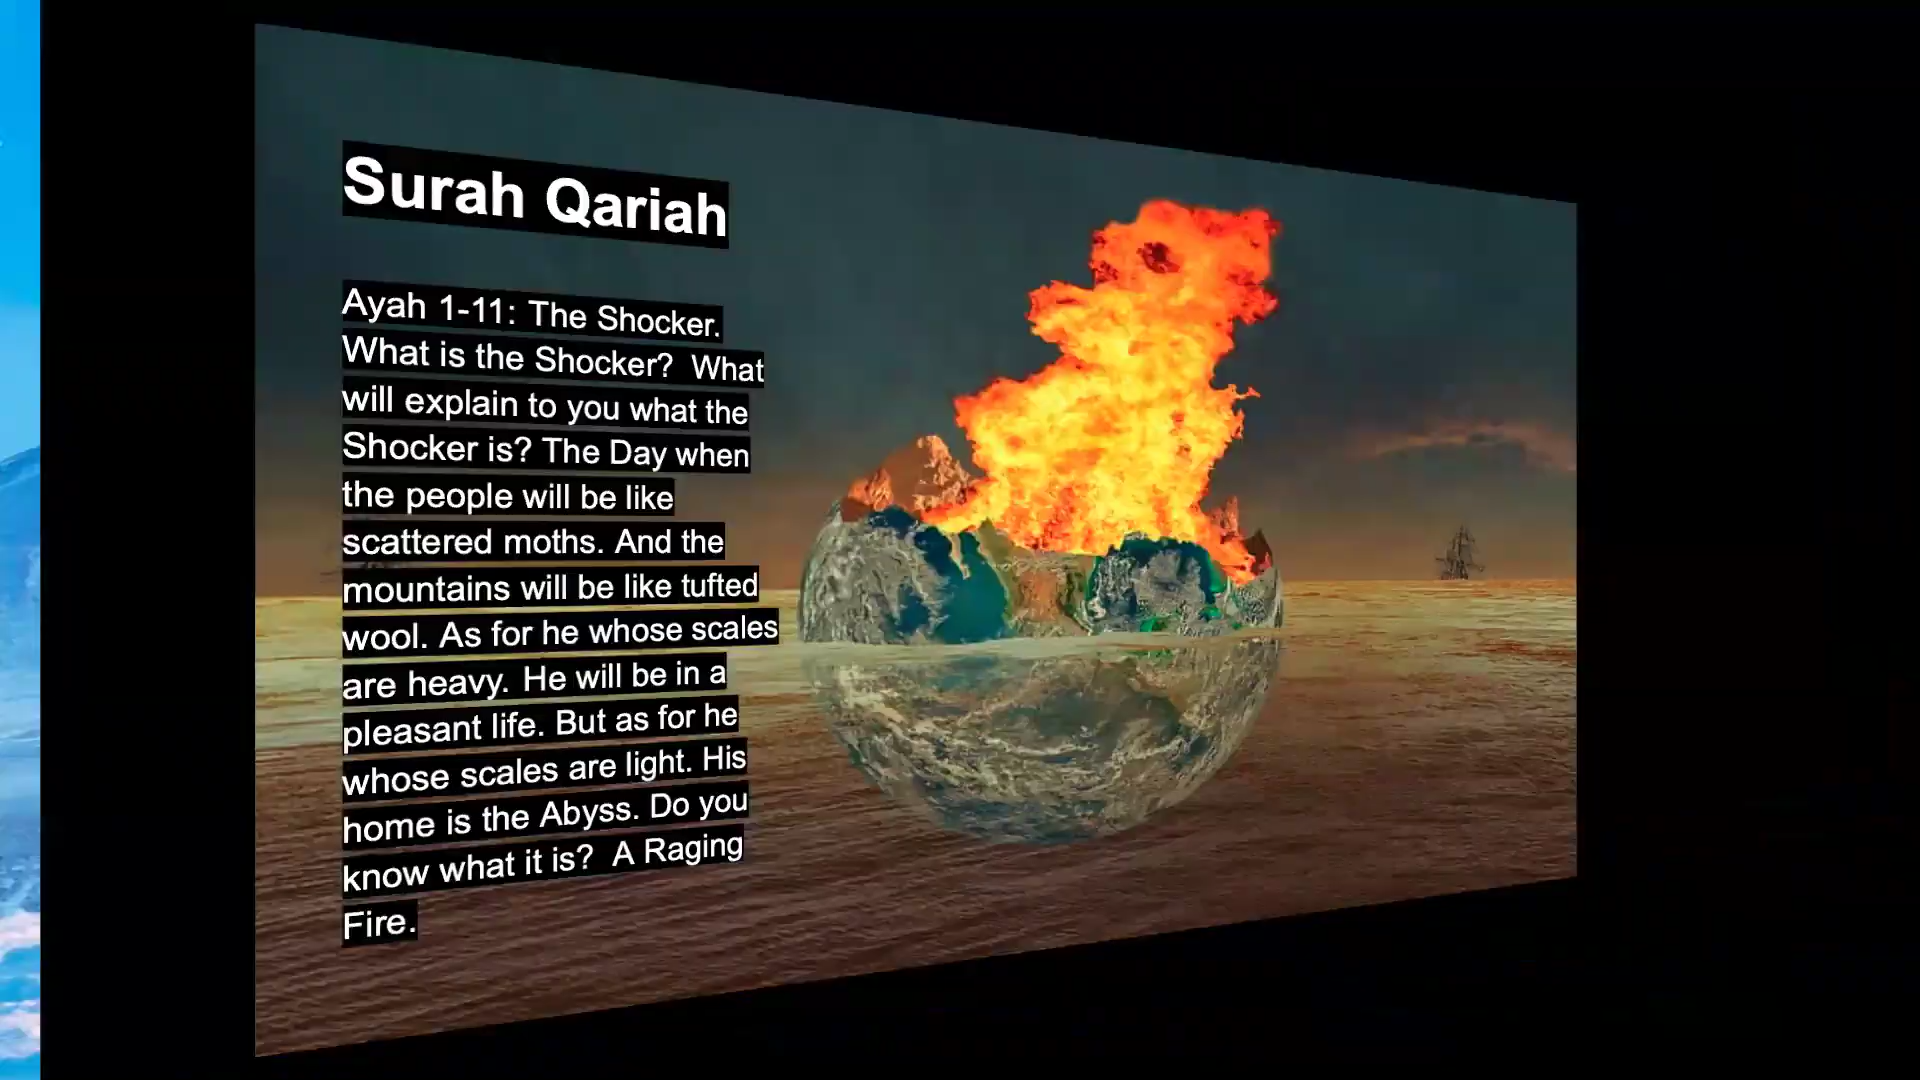 Surah Qariah
Ayah 1-11: The Shocker.
What is the Shocker?  What
will explain to you what the
Shocker is? The Day when
the people will be like
scattered moths. And the
mountains will be like tufted
wool. As for he whose scales
are heavy. He will be in a
pleasant life. But as for he
whose scales are light. His
home is the Abyss. Do you
know what it is?  A Raging
Fire.